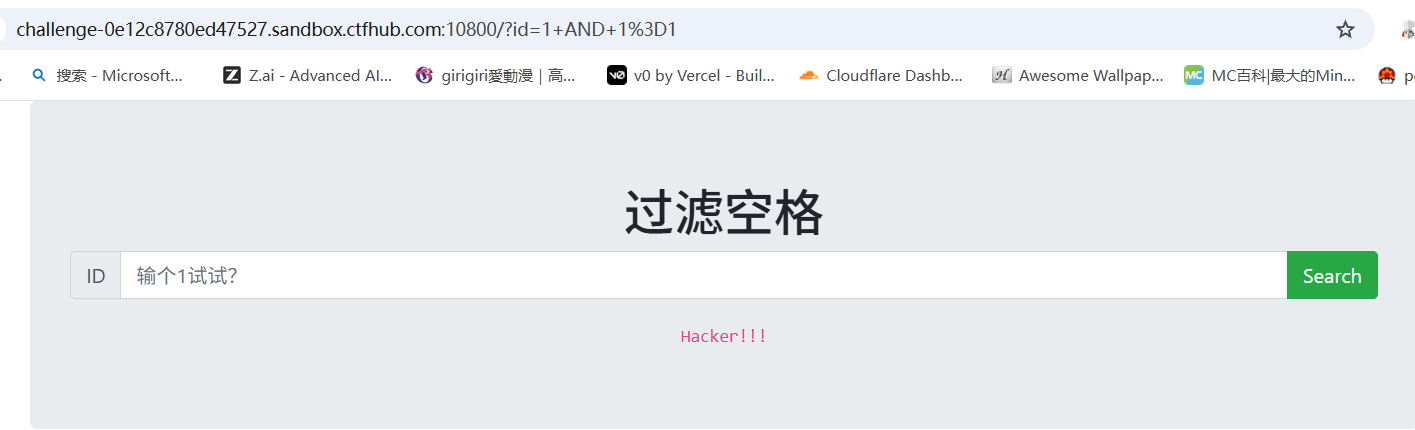 challenge-0e12c8780ed47527.sandbox.ctfhub.com:10800/?id=1+AND+1%3D1
搜索 - Microsoft... Z.ai - Advanced AI... girigiri愛動漫｜高... v0 by Vercel - Buil... Cloudflare Dashb... Awesome Wallpap... MC百科|最大的Min...
过滤空格
ID 输个1试试? Search
Hacker!!!